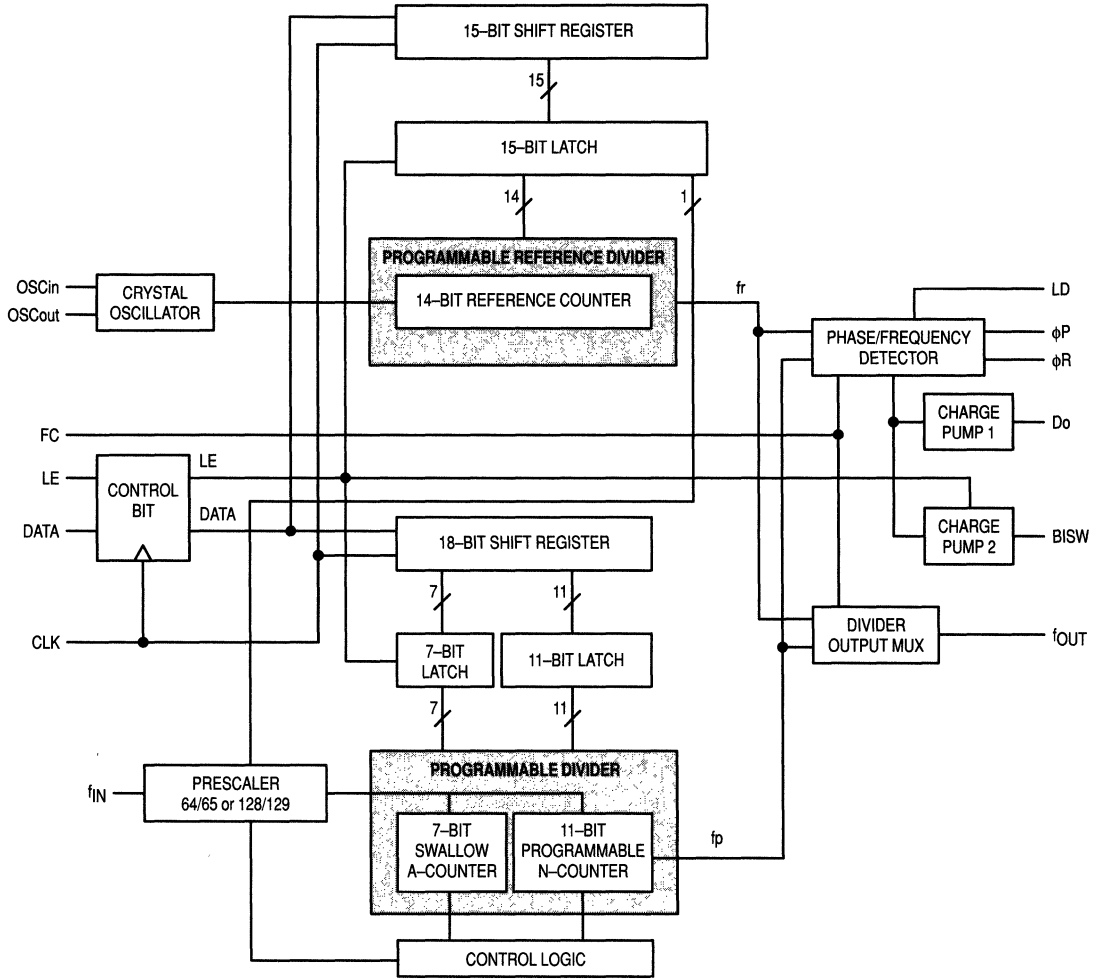 15–BIT SHIFT REGISTER
15
15–BIT LATCH
14
1
PROGRAMMABLE REFERENCE DIVIDER
OSCin
OSCout
CRYSTAL
OSCILLATOR
14–BIT REFERENCE COUNTER
fr
LD
PHASE/FREQUENCY
DETECTOR
ϕP
ϕR
CHARGE
PUMP 1
Do
FC
LE
LE
CONTROL
BIT
DATA
DATA
18–BIT SHIFT REGISTER
CHARGE
PUMP 2
BISW
7
11
CLK
7–BIT
LATCH
11–BIT LATCH
DIVIDER
OUTPUT MUX
fOUT
7
11
PROGRAMMABLE DIVIDER
fIN
PRESCALER
64/65 or 128/129
7–BIT
SWALLOW
A–COUNTER
11–BIT
PROGRAMMABLE
N–COUNTER
fp
CONTROL LOGIC